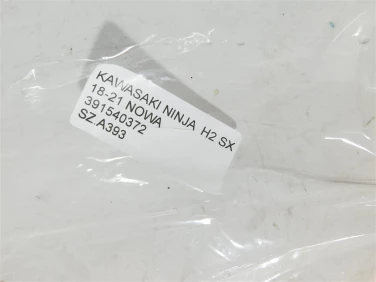 KAWASAKI NINJA H2 SX
18-21 NOWA
391540372
SZ.A393